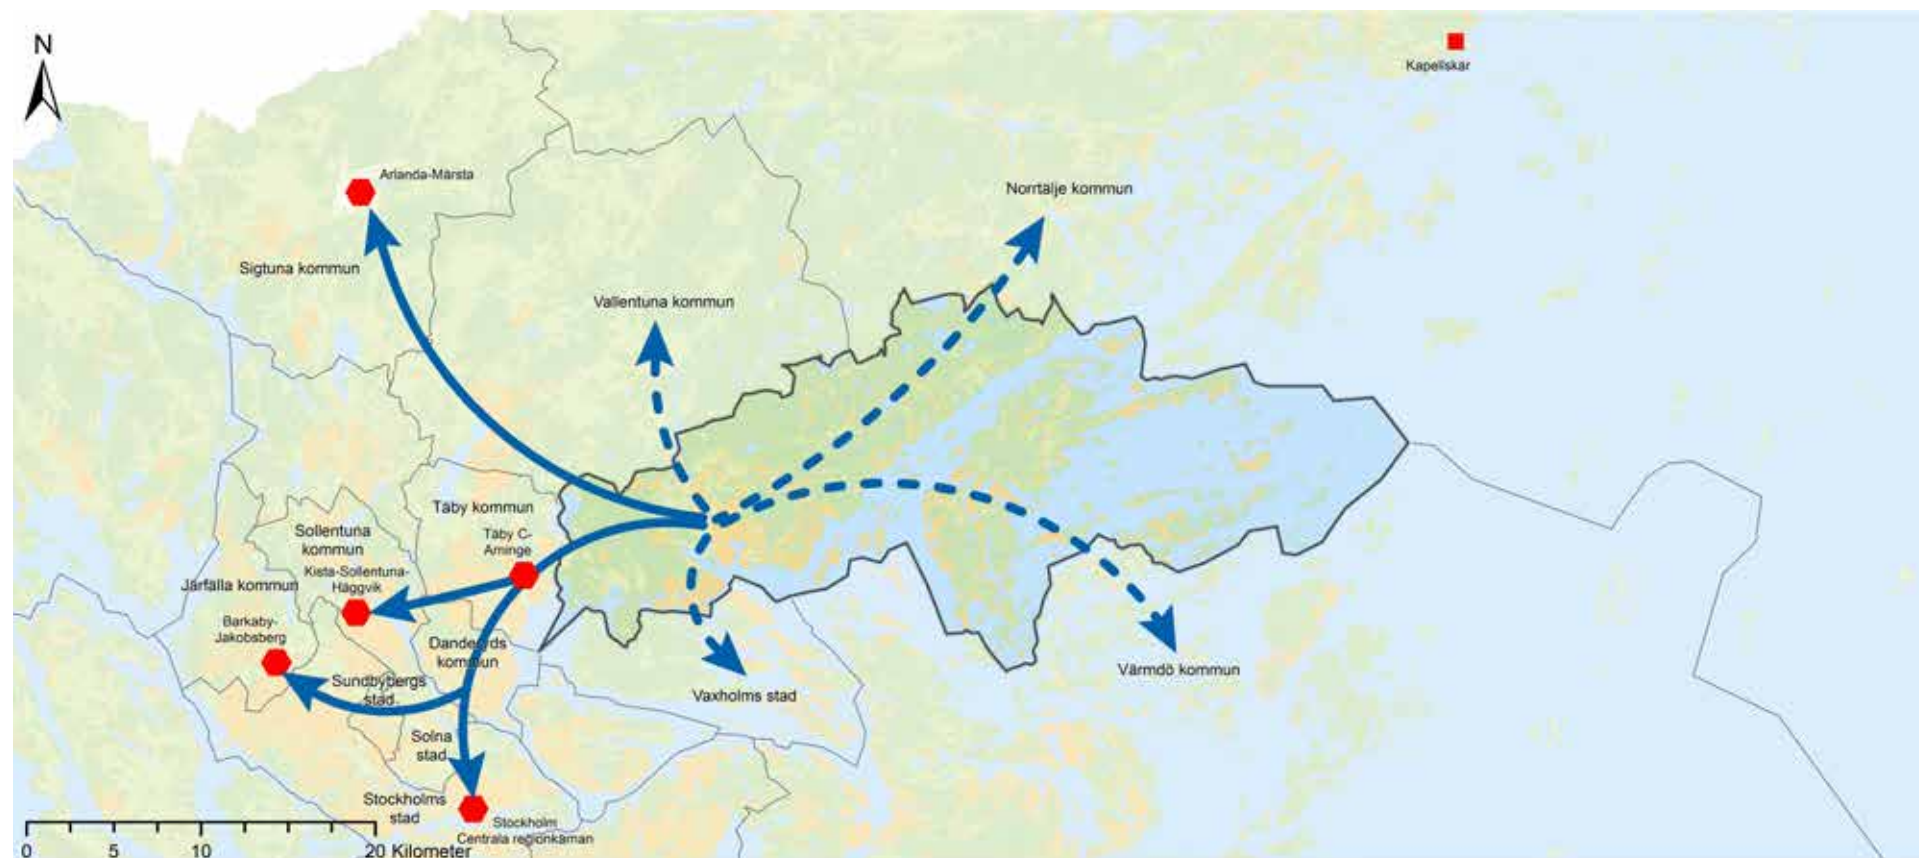 N
Kapellskär
Arlanda-Märsta
Norrtälje kommun
Sigtuna kommun
Vallentuna kommun
Täby kommun
Täby C-
Arninge
Sollentuna
kommun
Kista-Sollentuna-
Häggvik
Järfälla kommun
Barkaby-
Jakobsberg
Danderyds
kommun
Sundbybergs
stad
Värmdö kommun
Vaxholms stad
Solna
stad
Stockholms
stad
Stockholm
Centrala regionkärnan
0 5 10 20 Kilometer